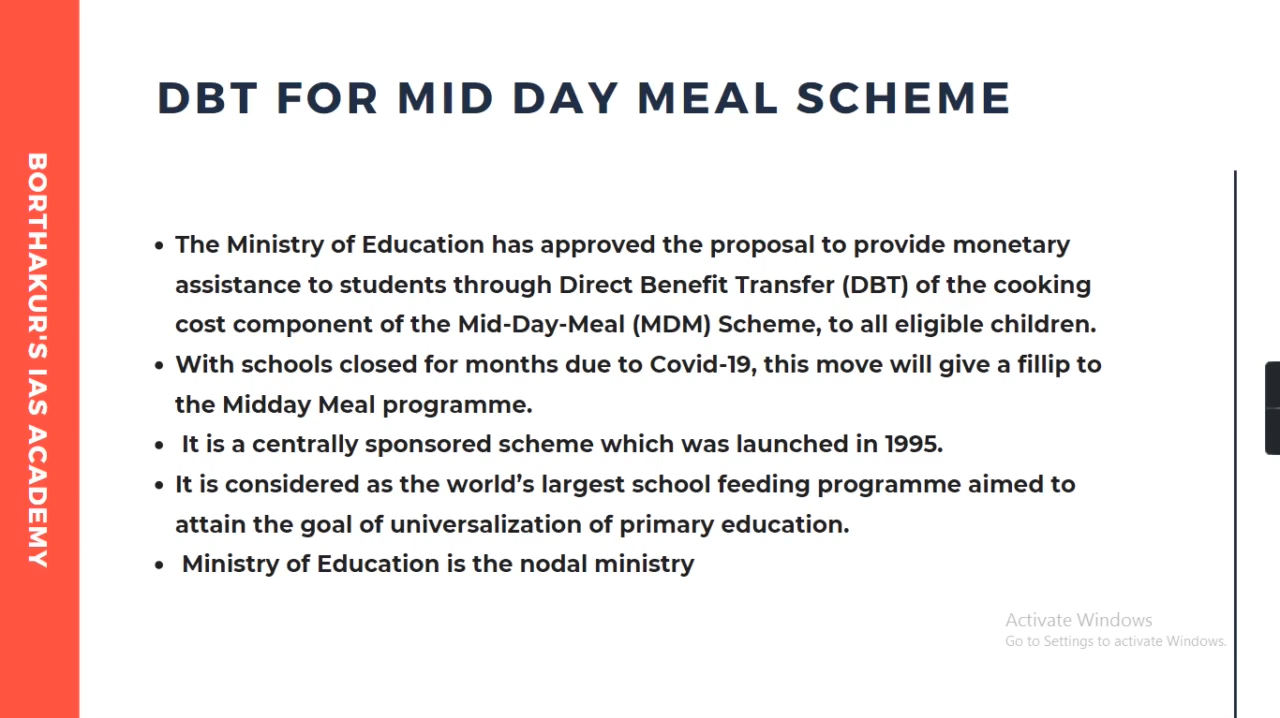 BORTHAKUR'S IAS ACADEMY
DBT FOR MID DAY MEAL SCHEME
• The Ministry of Education has approved the proposal to provide monetary
assistance to students through Direct Benefit Transfer (DBT) of the cooking
cost component of the Mid-Day-Meal (MDM) Scheme, to all eligible children.
• With schools closed for months due to Covid-19, this move will give a fillip to
the Midday Meal programme.
• It is a centrally sponsored scheme which was launched in 1995.
• It is considered as the world’s largest school feeding programme aimed to
attain the goal of universalization of primary education.
• Ministry of Education is the nodal ministry
Activate Windows
Go to Settings to activate Windows.